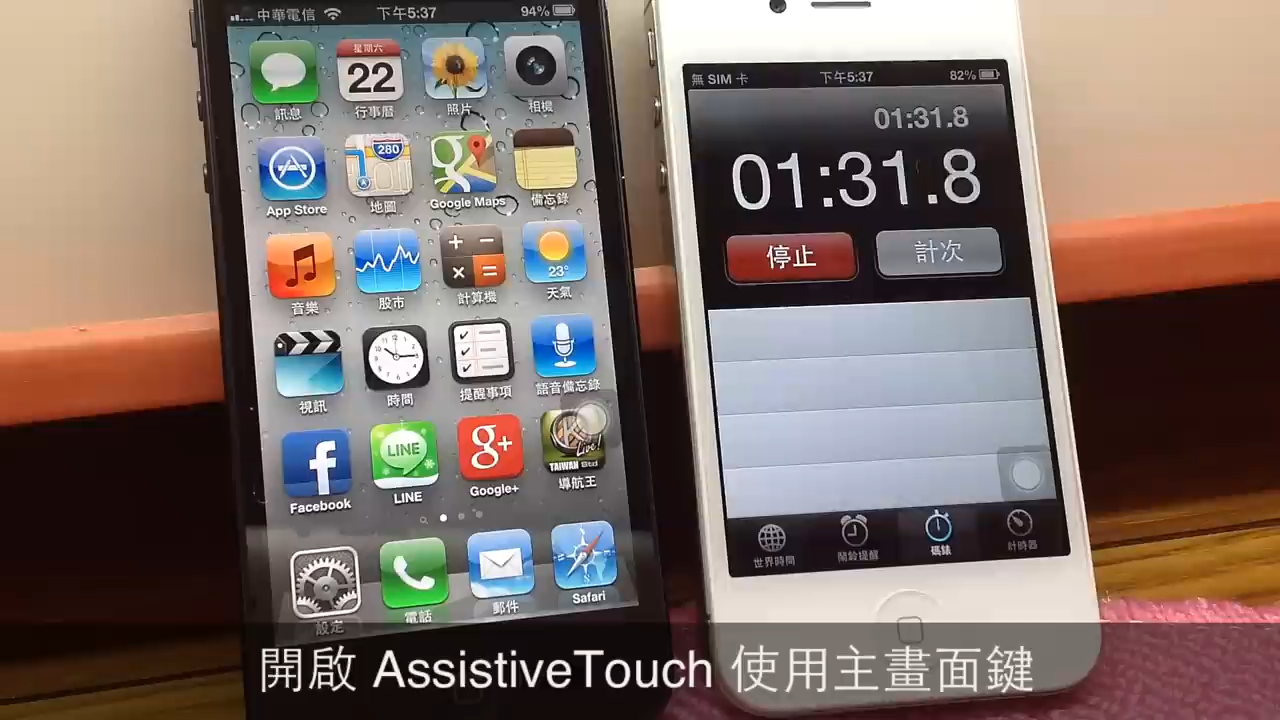 中華電信 下午5:37 94%
星期六
22
訊息 行事曆 照片 相機
280
App Store 地圖 Google Maps 備忘錄
23°
音樂 股市 計算機 天氣
視訊 時間 提醒事項 語音備忘錄
LINE g+ Live! TAIWAN Std
Facebook LINE Google+ 導航王
設定 電話 郵件 Safari
無 SIM 卡 下午5:37 82%
01:31.8
01:31.8
停止 計次
世界時間 鬧鈴提醒 碼錶 計時器
開啟 AssistiveTouch 使用主畫面鍵